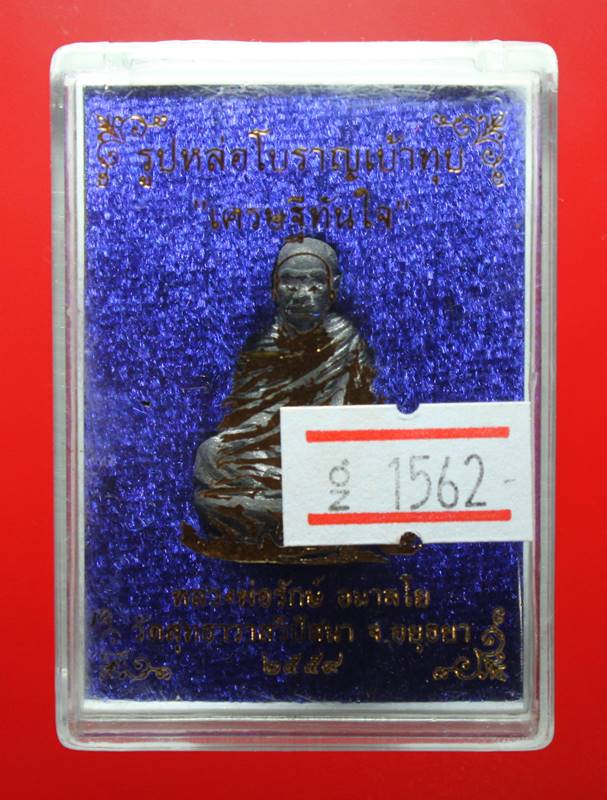 รูปหล่อโบราญเบ้าทุบ
"เศรษฐีทันใจ"
NO. 1562-
หลวงพ่อรักษ์ อนาลโย
วัดสุทธาวาสวิปัสสนา จ.อยุธยา
๒๕๕๔